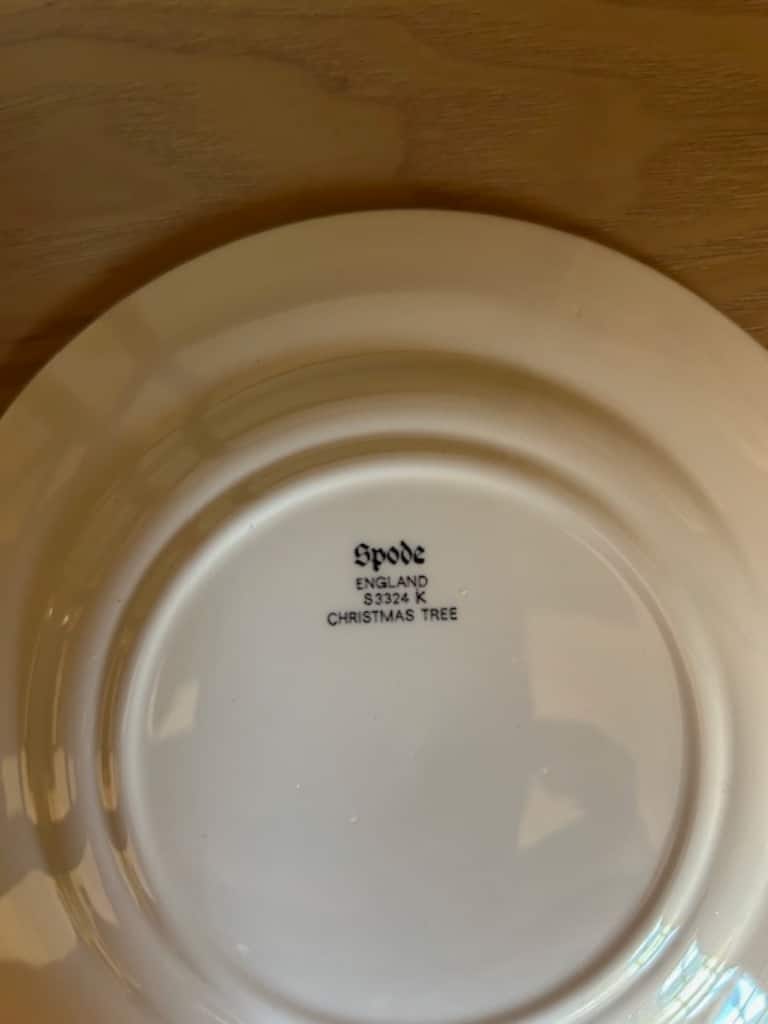 Spode
ENGLAND
S3324 K
CHRISTMAS TREE